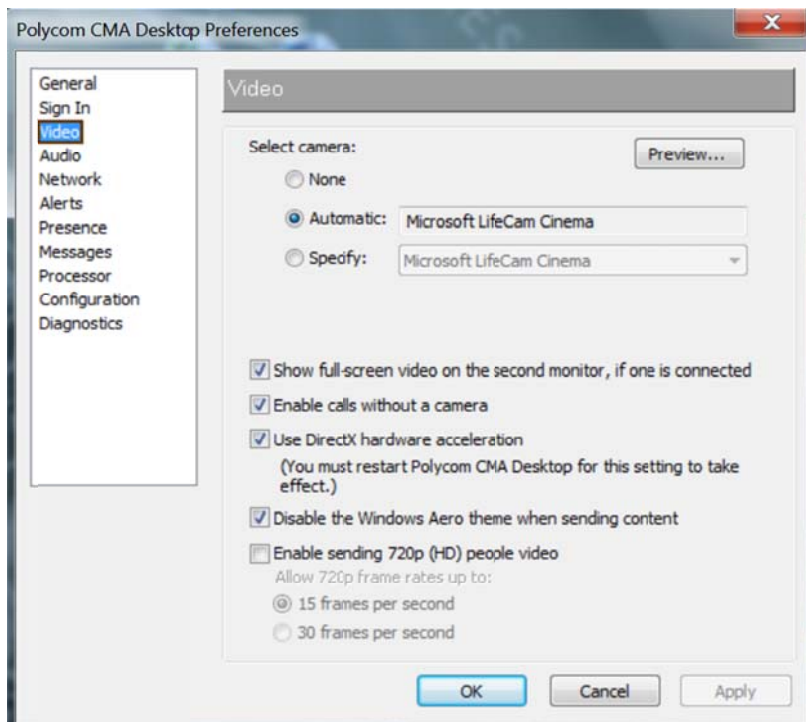 Polycom CMA Desktop Preferences
General
Sign In
Video
Audio
Network
Alerts
Presence
Messages
Processor
Configuration
Diagnostics
Video
Select camera:
Preview...
None
Automatic: Microsoft LifeCam Cinema
Specify: Microsoft LifeCam Cinema
Show full-screen video on the second monitor, if one is connected
Enable calls without a camera
Use DirectX hardware acceleration
(You must restart Polycom CMA Desktop for this setting to take
effect.)
Disable the Windows Aero theme when sending content
Enable sending 720p (HD) people video
Allow 720p frame rates up to:
15 frames per second
30 frames per second
OK Cancel Apply